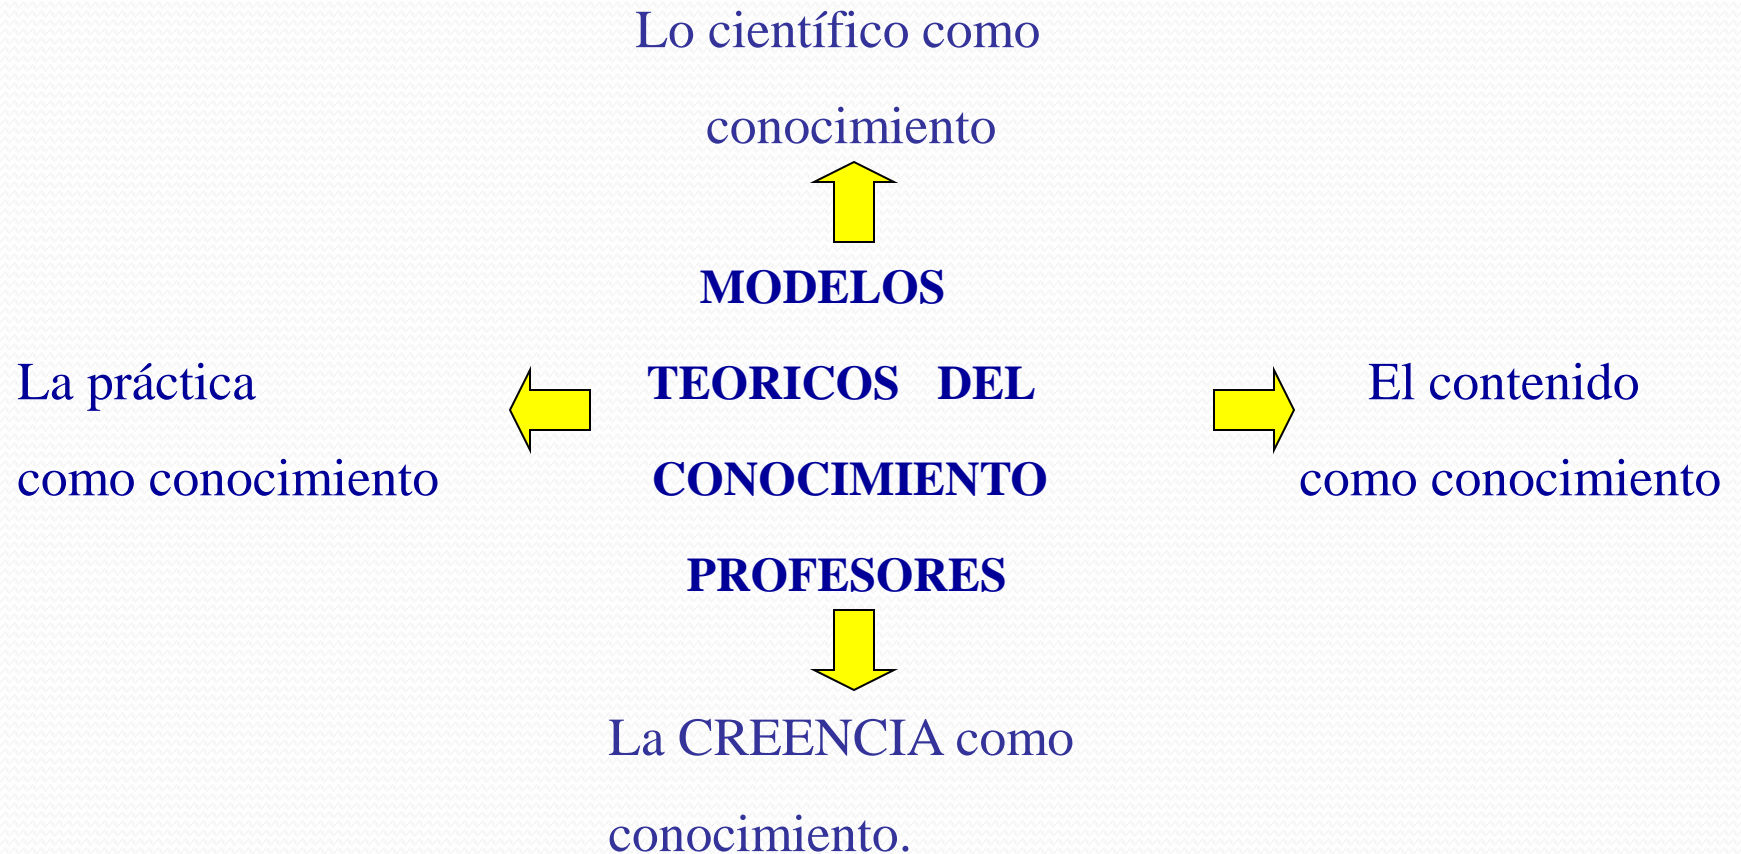 Lo científico como
conocimiento
MODELOS
TEORICOS DEL
CONOCIMIENTO
PROFESORES
La práctica
como conocimiento
El contenido
como conocimiento
La CREENCIA como
conocimiento.